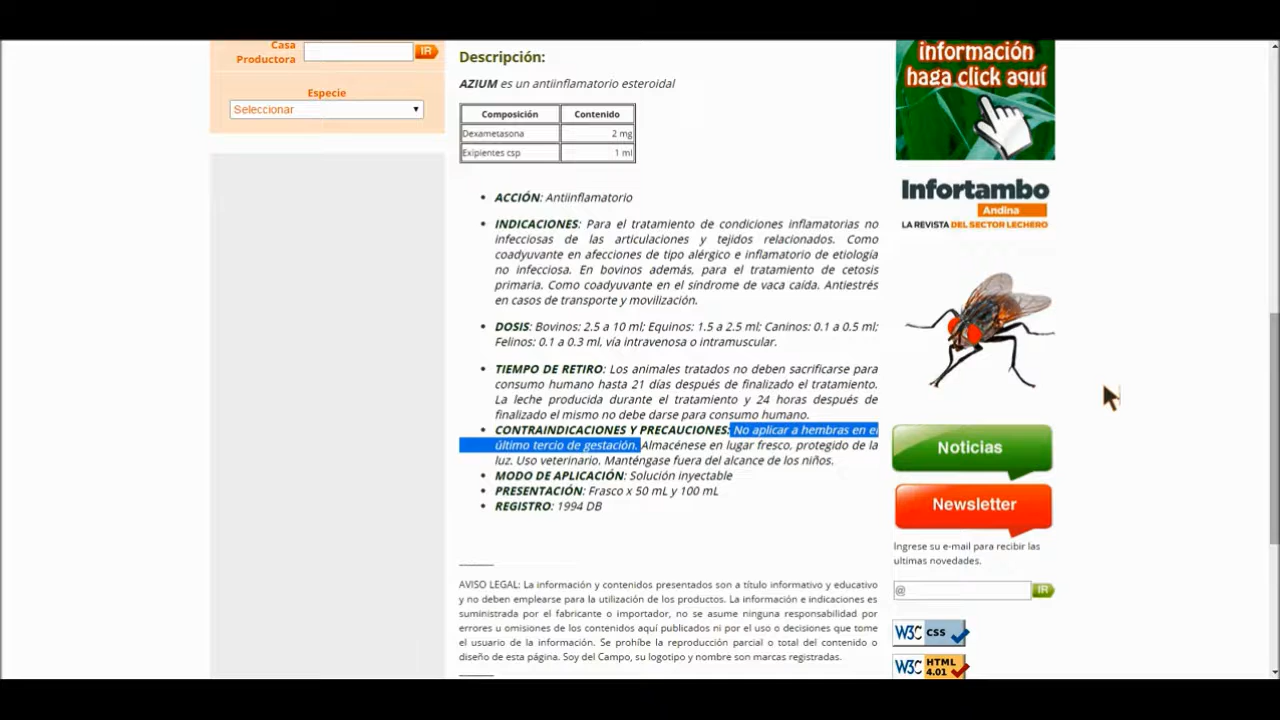 Casa
Productora
IR
Especie
Seleccionar
Descripción:
AZIUM es un antiinflamatorio esteroidal
Composición Contenido
Dexametasona 2 mg
Exipientes csp 1 ml
• ACCIÓN: Antiinflamatorio
• INDICACIONES: Para el tratamiento de condiciones inflamatorias no
infecciosas de las articulaciones y tejidos relacionados. Como
coadyuvante en afecciones de tipo alérgico e inflamatorio de etiología
no infecciosa. En bovinos además, para el tratamiento de cetosis
primaria. Como coadyuvante en el síndrome de vaca caída. Antiestrés
en casos de transporte y movilización.
• DOSIS: Bovinos: 2.5 a 10 ml; Equinos: 1.5 a 2.5 ml; Caninos: 0.1 a 0.5 ml;
Felinos: 0.1 a 0.3 ml, vía intravenosa o intramuscular.
• TIEMPO DE RETIRO: Los animales tratados no deben sacrificarse para
consumo humano hasta 21 días después de finalizado el tratamiento.
La leche producida durante el tratamiento y 24 horas después de
finalizado el mismo no debe darse para consumo humano.
• CONTRAINDICACIONES Y PRECAUCIONES: No aplicar a hembras en el
último tercio de gestación. Almacénese en lugar fresco, protegido de la
luz. Uso veterinario. Manténgase fuera del alcance de los niños.
• MODO DE APLICACIÓN: Solución inyectable
• PRESENTACIÓN: Frasco x 50 mL y 100 mL
• REGISTRO: 1994 DB
AVISO LEGAL: La información y contenidos presentados son a título informativo y educativo
y no deben emplearse para la utilización de los productos. La información e indicaciones es
suministrada por el fabricante o importador, no se asume ninguna responsabilidad por
errores u omisiones de los contenidos aquí publicados ni por el uso o decisiones que tome
el usuario de la información. Se prohíbe la reproducción parcial o total del contenido o
diseño de esta página. Soy del Campo, su logotipo y nombre son marcas registradas.
información
haga click aquí
Infortambo
Andina
LA REVISTA DEL SECTOR LECHERO
Noticias
Newsletter
Ingrese su e-mail para recibir las
ultimas novedades.
@
IR
W3C CSS
W3C HTML
4.01